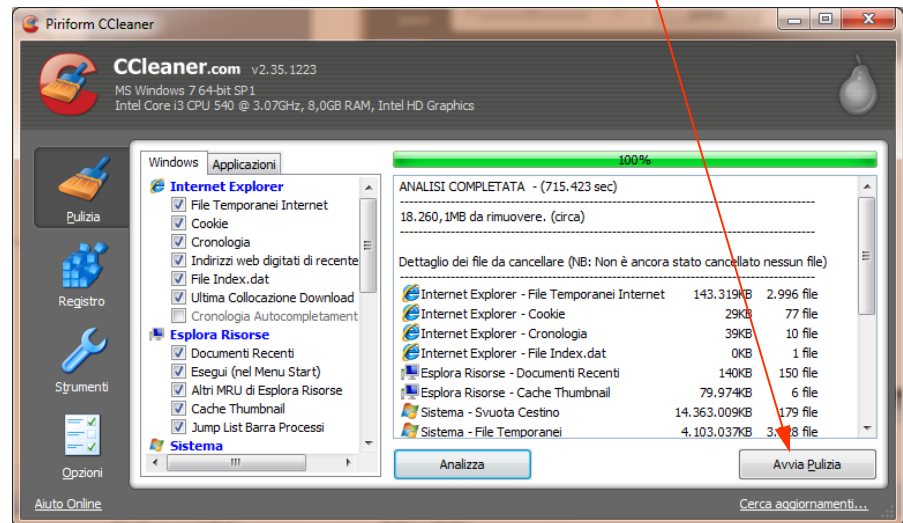 Piriform CCleaner
CCleaner.com v2.35.1223
MS Windows 7 64-bit SP1
Intel Core i3 CPU 540 @ 3.07GHz, 8,0GB RAM, Intel HD Graphics
Pulizia
Registro
Strumenti
Opzioni
Windows Applicazioni
Internet Explorer
File Temporanei Internet
Cookie
Cronologia
Indirizzi web digitati di recente
File Index.dat
Ultima Collocazione Download
Cronologia Autocompletament
Esplora Risorse
Documenti Recenti
Esegui (nel Menu Start)
Altri MRU di Esplora Risorse
Cache Thumbnail
Jump List Barra Processi
Sistema
100%
ANALISI COMPLETATA - (715.423 sec)
18.260,1MB da rimuovere. (circa)
Dettaglio dei file da cancellare (NB: Non è ancora stato cancellato nessun file)
Internet Explorer - File Temporanei Internet 143.319KB 2.996 file
Internet Explorer - Cookie 29KB 77 file
Internet Explorer - Cronologia 39KB 10 file
Internet Explorer - File Index.dat 0KB 1 file
Esplora Risorse - Documenti Recenti 140KB 150 file
Esplora Risorse - Cache Thumbnail 79.974KB 6 file
Sistema - Svuota Cestino 14.363.009KB 179 file
Sistema - File Temporanei 4.103.037KB file
Analizza
Avvia Pulizia
Aiuto Online
Cerca aggiornamenti...